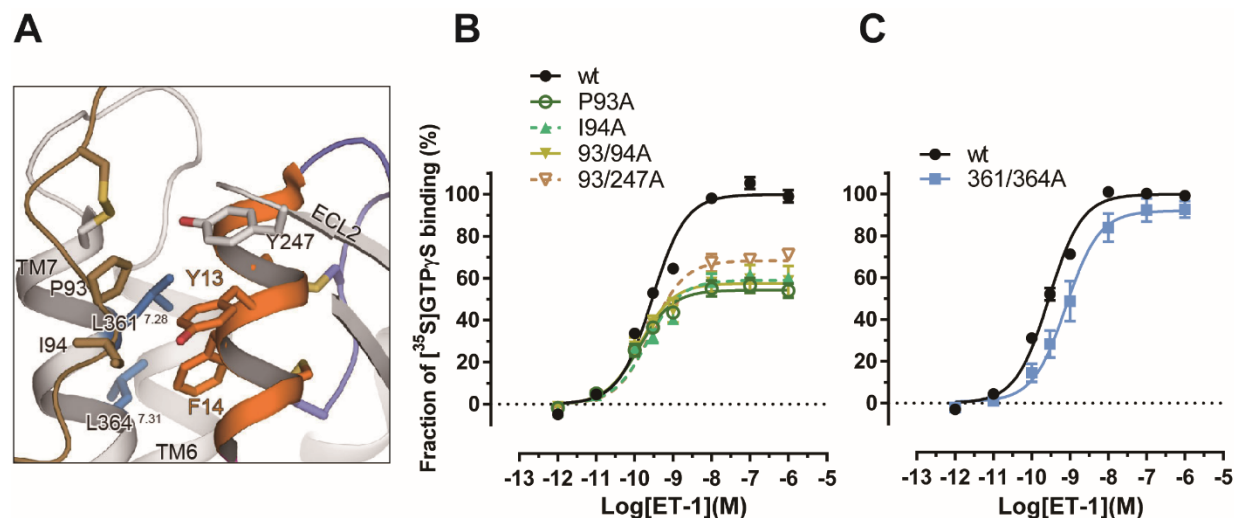 A
TM7
P93
L361 7.28
I94
L364 7.31
TM6
Y247
ECL2
Y13
F14
B
wt
P93A
I94A
93/94A
93/247A
Fraction of [35S]GTPγS binding (%)
100
80
60
40
20
0
-13 -12 -11 -10 -9 -8 -7 -6 -5
Log[ET-1](M)
C
wt
361/364A
100
80
60
40
20
0
-13 -12 -11 -10 -9 -8 -7 -6 -5
Log[ET-1](M)